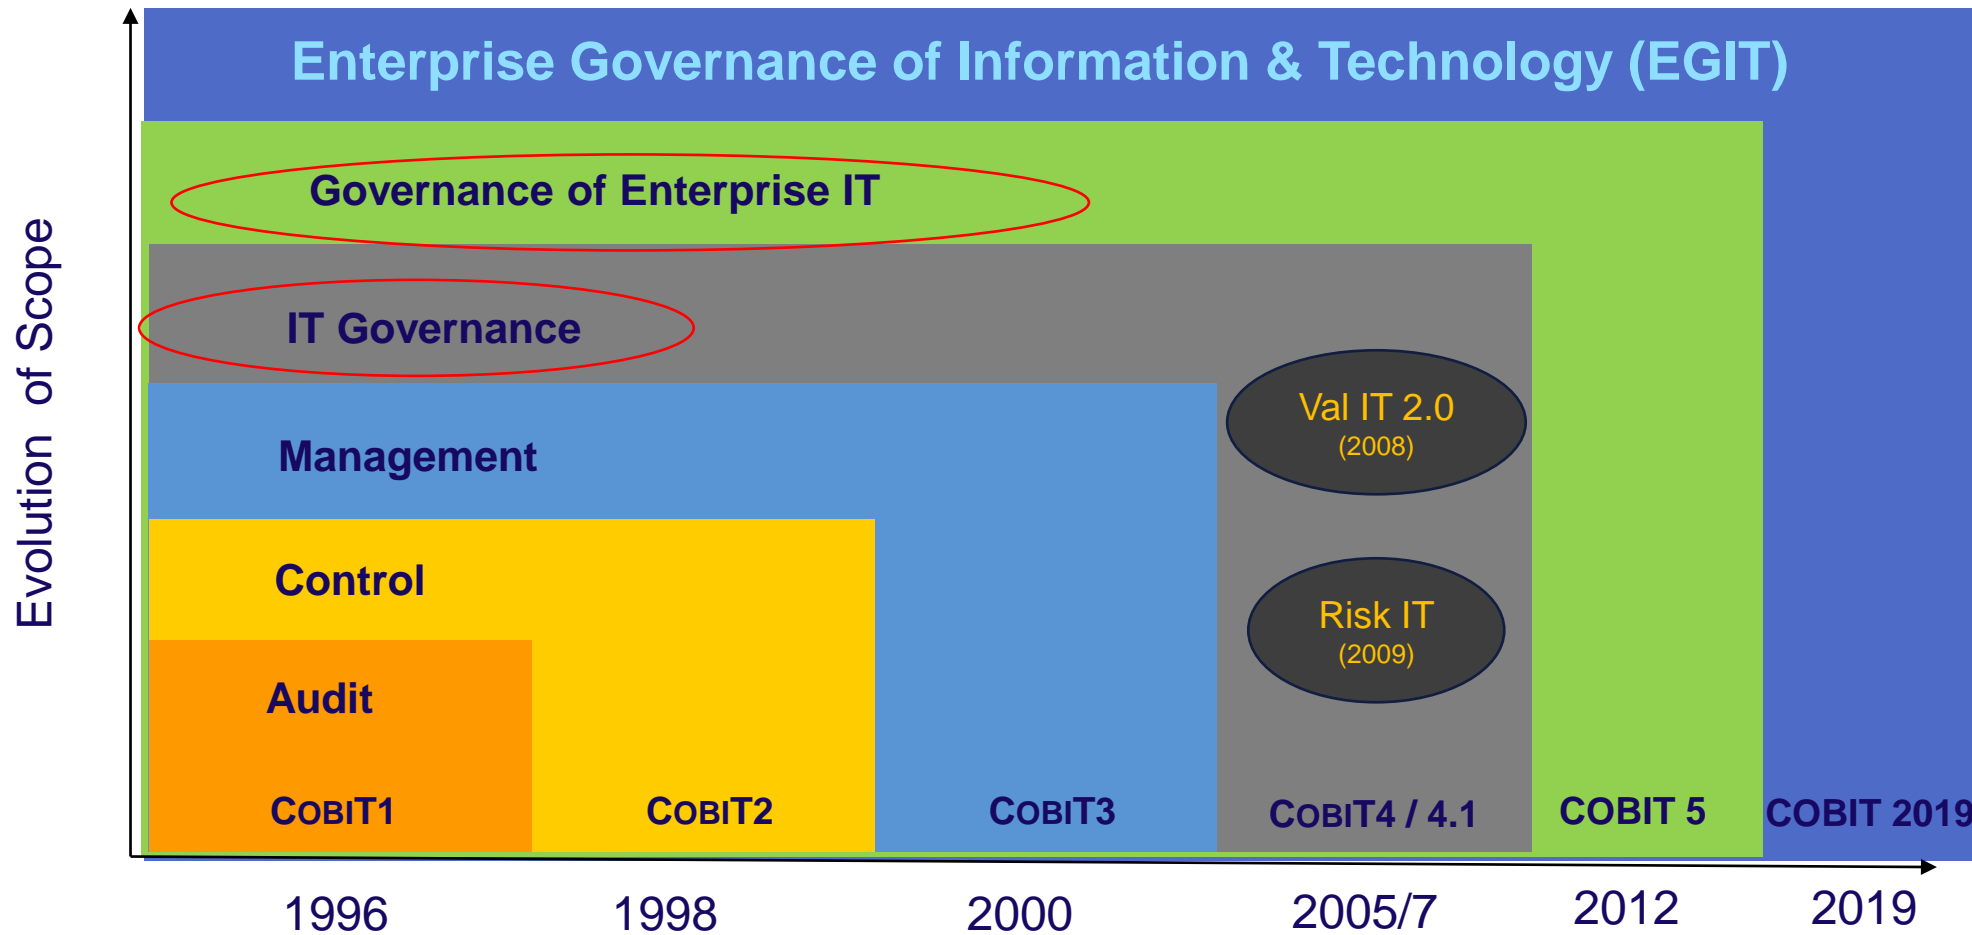 Enterprise Governance of Information & Technology (EGIT)
Governance of Enterprise IT
IT Governance
Management
Control
Audit
Val IT 2.0
(2008)
Risk IT
(2009)
COBIT1
COBIT2
COBIT3
COBIT4 / 4.1
COBIT 5
COBIT 2019
1996
1998
2000
2005/7
2012
2019
Evolution of Scope